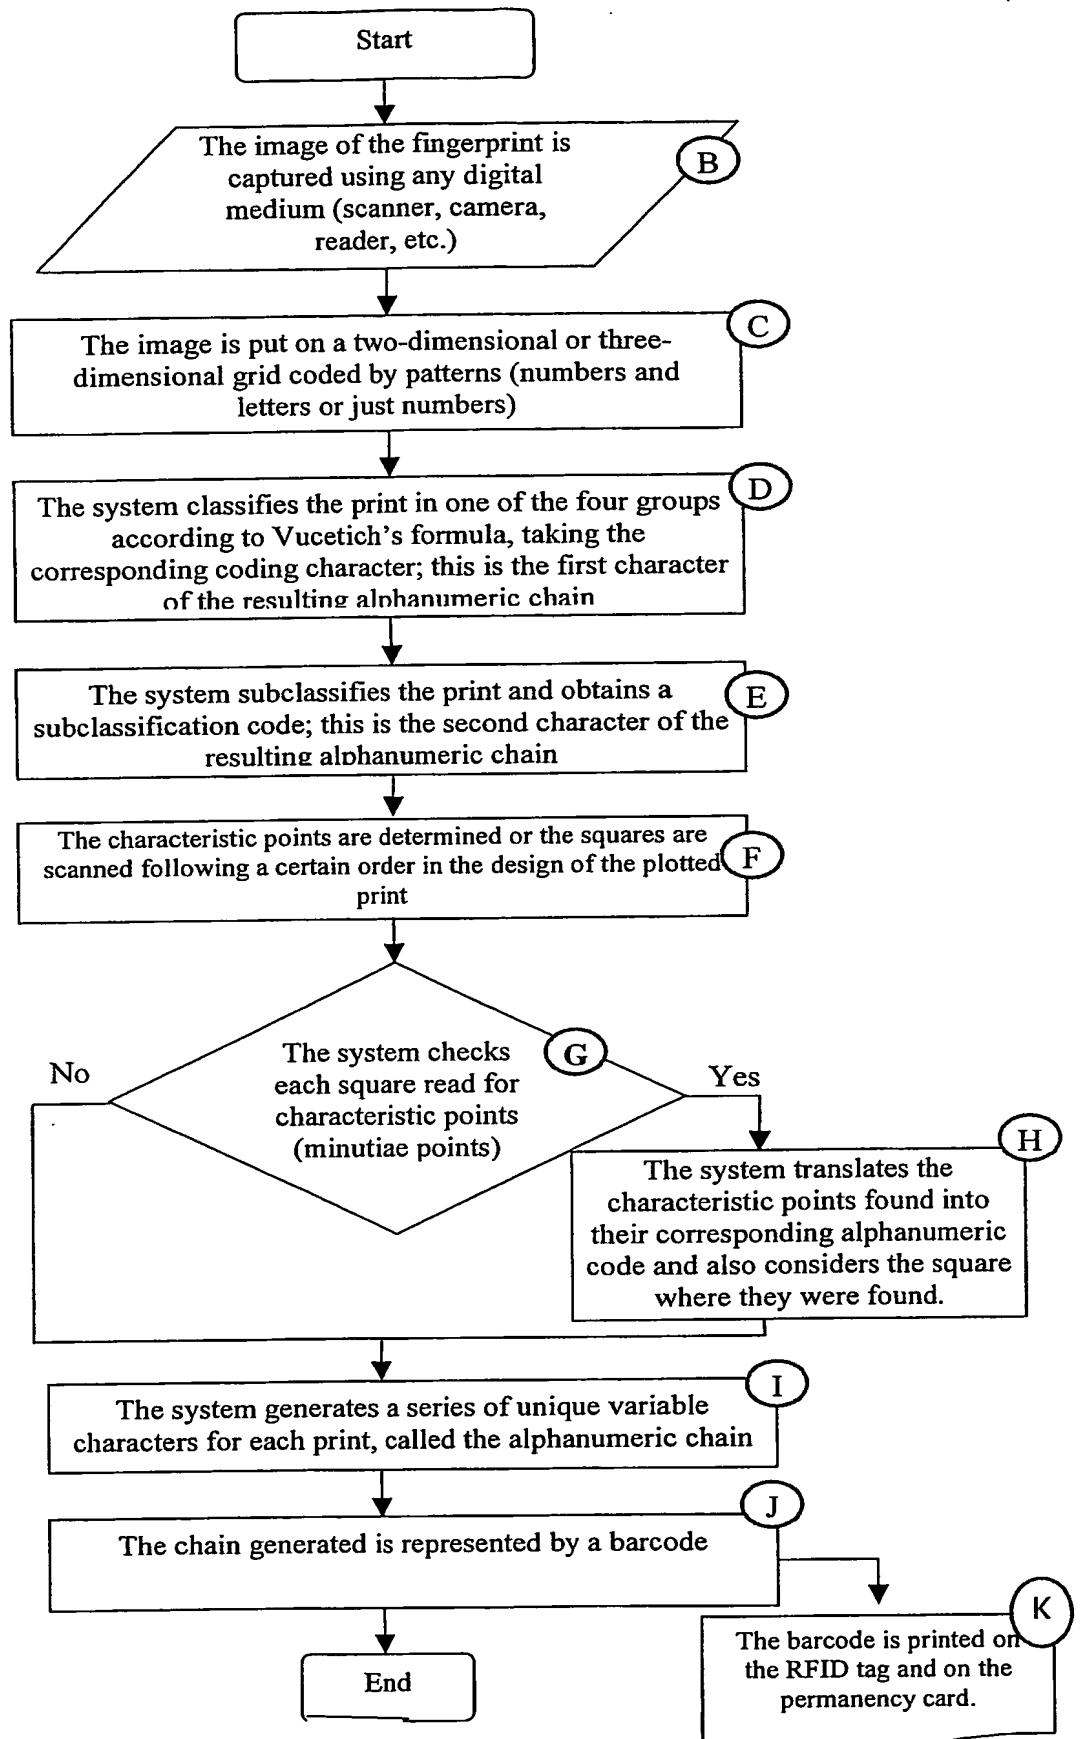 Start
B
The image of the fingerprint is
captured using any digital
medium (scanner, camera,
reader, etc.)
C
The image is put on a two-dimensional or three-
dimensional grid coded by patterns (numbers and
letters or just numbers)
D
The system classifies the print in one of the four groups
according to Vucetich's formula, taking the
corresponding coding character; this is the first character
of the resulting alphanumeric chain
E
The system subclassifies the print and obtains a
subclassification code; this is the second character of the
resulting alphanumeric chain
F
The characteristic points are determined or the squares are
scanned following a certain order in the design of the plotted
print
G
The system checks
each square read for
characteristic points
(minutiae points)
No
Yes
H
The system translates the
characteristic points found into
their corresponding alphanumeric
code and also considers the square
where they were found.
I
The system generates a series of unique variable
characters for each print, called the alphanumeric chain
J
The chain generated is represented by a barcode
K
The barcode is printed on
the RFID tag and on the
permanency card.
End